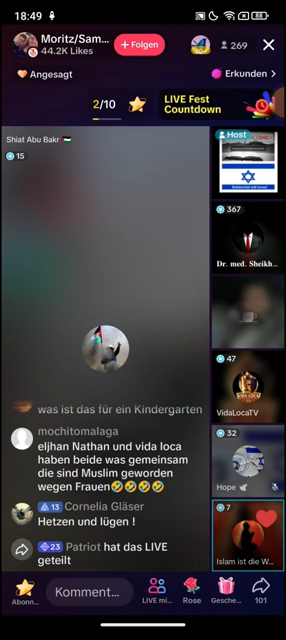 18:49
88
Moritz/Sam...
44.2K Likes
+ Folgen
269
Angesagt
Erkunden >
2/10
LIVE Fest
Countdown
Shiat Abu Bakr 🇵🇸
15
Host
367
Dr. med. Sheikh...
47
VidaLocaTV
32
Hope 🕊
7
Islam ist die W...
was ist das für ein Kindergarten
mochitomalaga
eljhan Nathan und vida loca
haben beide was gemeinsam
die sind Muslim geworden
wegen Frauen🤣🤣🤣🤣
13 Cornelia Gläser
Hetzen und lügen !
23 Patriot hat das LIVE
geteilt
Abonn...
Komment...
LIVE mi...
Rose
Gesche...
101